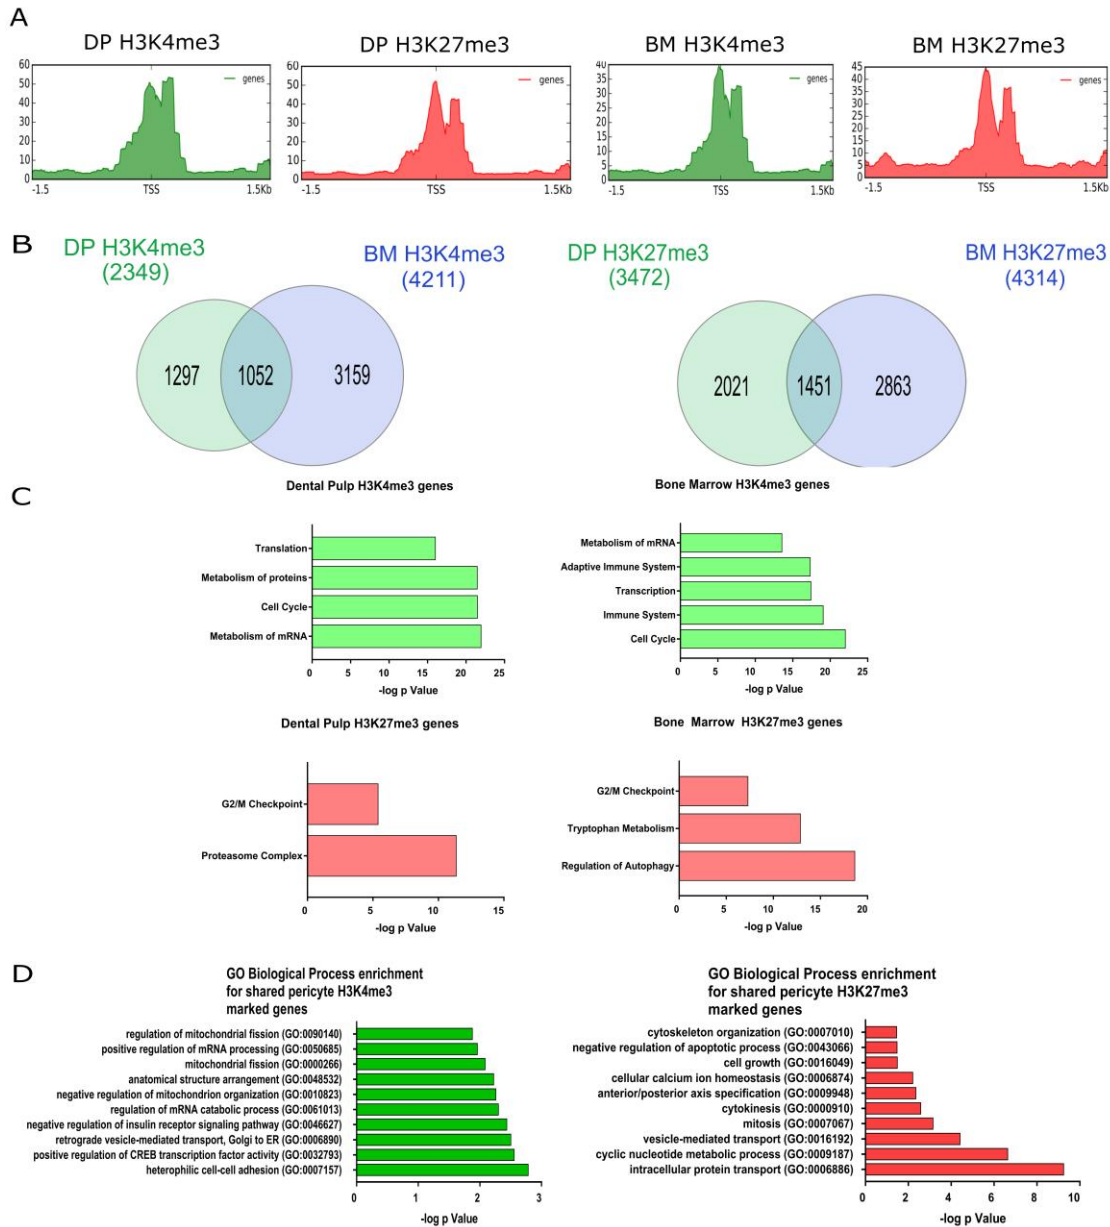 A
DP H3K4me3
DP H3K27me3
BM H3K4me3
BM H3K27me3
60
50
40
30
20
10
0
genes
-1.5
TSS
1.5Kb
60
50
40
30
20
10
0
genes
-1.5
TSS
1.5Kb
40
35
30
25
20
15
10
5
0
genes
-1.5
TSS
1.5Kb
45
40
35
30
25
20
15
10
5
0
genes
-1.5
TSS
1.5Kb
B
DP H3K4me3
(2349)
BM H3K4me3
(4211)
1297
1052
3159
DP H3K27me3
(3472)
BM H3K27me3
(4314)
2021
1451
2863
C
Dental Pulp H3K4me3 genes
Translation
Metabolism of proteins
Cell Cycle
Metabolism of mRNA
0 5 10 15 20 25
-log p Value
Bone Marrow H3K4me3 genes
Metabolism of mRNA
Adaptive Immune System
Transcription
Immune System
Cell Cycle
0 5 10 15 20 25
-log p Value
Dental Pulp H3K27me3 genes
G2/M Checkpoint
Proteasome Complex
0 5 10 15
-log p Value
Bone Marrow H3K27me3 genes
G2/M Checkpoint
Tryptophan Metabolism
Regulation of Autophagy
0 5 10 15 20
-log p Value
D
GO Biological Process enrichment
for shared pericyte H3K4me3
marked genes
regulation of mitochondrial fission (GO:0090140)
positive regulation of mRNA processing (GO:0050685)
mitochondrial fission (GO:0000266)
anatomical structure arrangement (GO:0048532)
negative regulation of mitochondrion organization (GO:0010823)
regulation of mRNA catabolic process (GO:0061013)
negative regulation of insulin receptor signaling pathway (GO:0046627)
retrograde vesicle-mediated transport, Golgi to ER (GO:0006890)
positive regulation of CREB transcription factor activity (GO:0032793)
heterophilic cell-cell adhesion (GO:0007157)
0 1 2 3
-log p Value
GO Biological Process enrichment
for shared pericyte H3K27me3
marked genes
cytoskeleton organization (GO:0007010)
negative regulation of apoptotic process (GO:0043066)
cell growth (GO:0016049)
cellular calcium ion homeostasis (GO:0006874)
anterior/posterior axis specification (GO:0009948)
cytokinesis (GO:0000910)
mitosis (GO:0007067)
vesicle-mediated transport (GO:0016192)
cyclic nucleotide metabolic process (GO:0009187)
intracellular protein transport (GO:0006886)
0 2 4 6 8 10
-log p Value